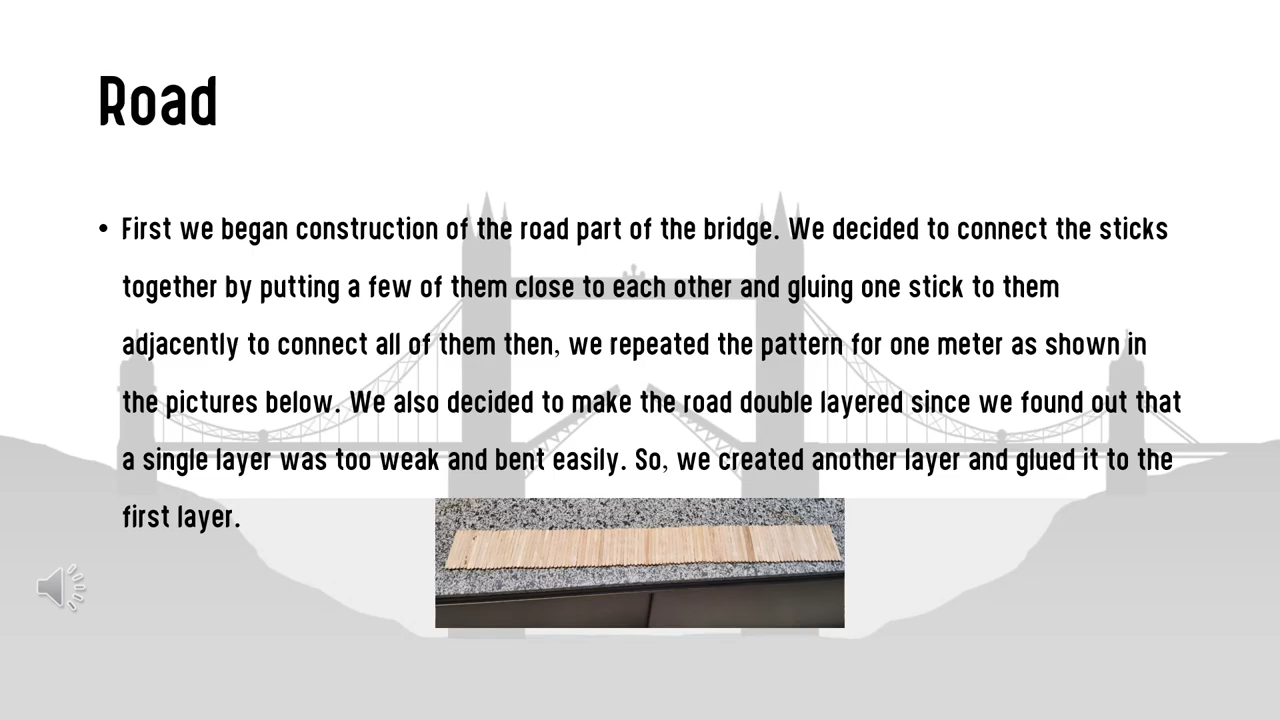 Road
• First we began construction of the road part of the bridge. We decided to connect the sticks
together by putting a few of them close to each other and gluing one stick to them
adjacently to connect all of them then, we repeated the pattern for one meter as shown in
the pictures below. We also decided to make the road double layered since we found out that
a single layer was too weak and bent easily. So, we created another layer and glued it to the
first layer.